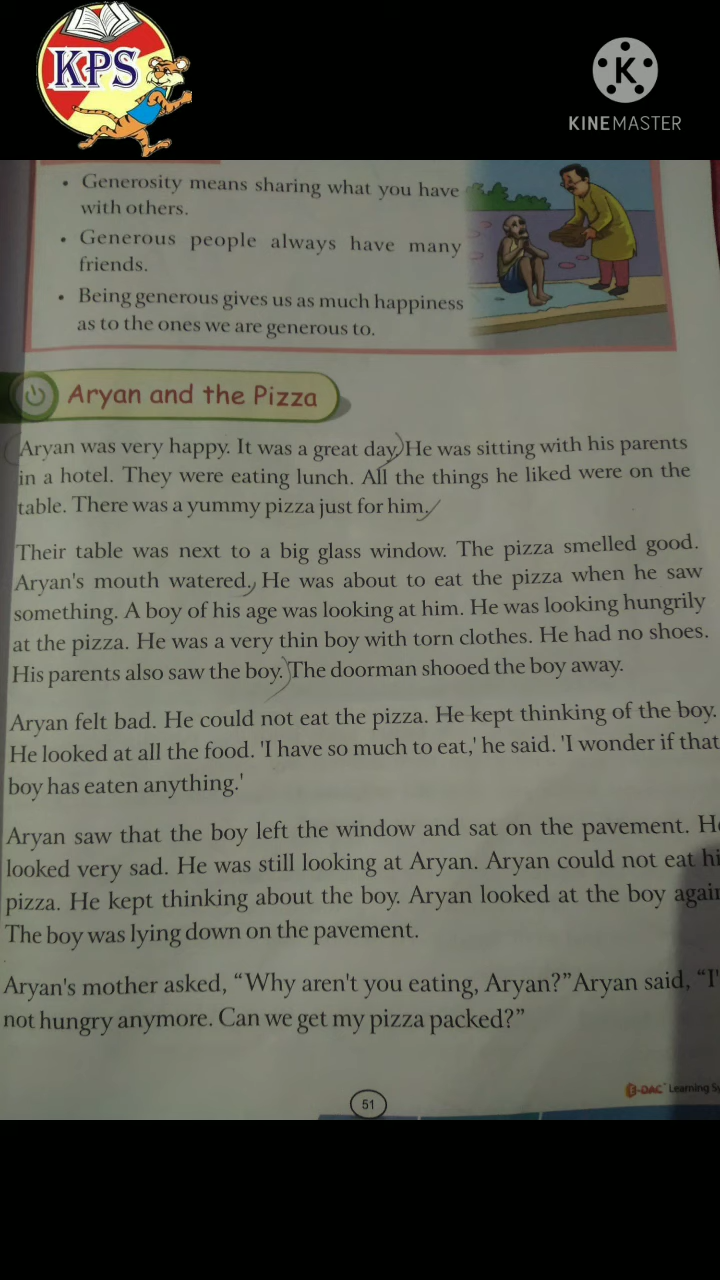 KPS
K
KINEMASTER
• Generosity means sharing what you have
with others.
• Generous people always have many
friends.
• Being generous gives us as much happiness
as to the ones we are generous to.
Aryan and the Pizza
Aryan was very happy. It was a great day. He was sitting with his parents
in a hotel. They were eating lunch. All the things he liked were on the
table. There was a yummy pizza just for him.
Their table was next to a big glass window. The pizza smelled good.
Aryan's mouth watered. He was about to eat the pizza when he saw
something. A boy of his age was looking at him. He was looking hungrily
at the pizza. He was a very thin boy with torn clothes. He had no shoes.
His parents also saw the boy. The doorman shooed the boy away.
Aryan felt bad. He could not eat the pizza. He kept thinking of the boy.
He looked at all the food. 'I have so much to eat,' he said. 'I wonder if that
boy has eaten anything.'
Aryan saw that the boy left the window and sat on the pavement. H
looked very sad. He was still looking at Aryan. Aryan could not eat hi
pizza. He kept thinking about the boy. Aryan looked at the boy agai
The boy was lying down on the pavement.
Aryan's mother asked, “Why aren't you eating, Aryan?”Aryan said, “I'
not hungry anymore. Can we get my pizza packed?”
E-DAC Learning S
51